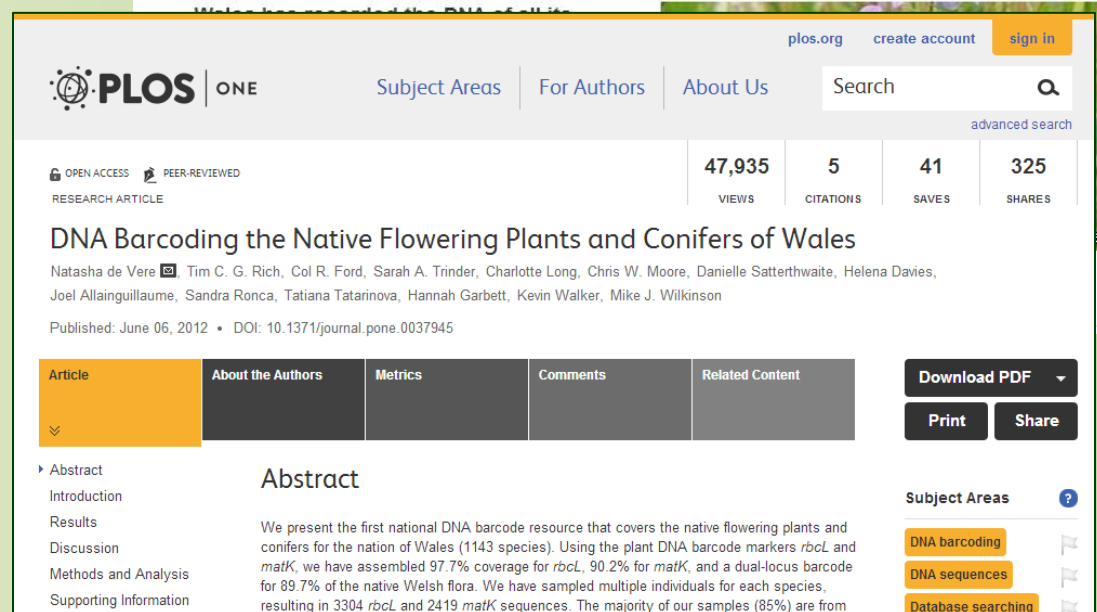 Wales has recorded the DNA of all its
plos.org create account sign in
PLOS ONE Subject Areas For Authors About Us Search
advanced search
OPEN ACCESS PEER-REVIEWED
RESEARCH ARTICLE
47,935 5 41 325
VIEWS CITATIONS SAVES SHARES
DNA Barcoding the Native Flowering Plants and Conifers of Wales
Natasha de Vere, Tim C. G. Rich, Col R. Ford, Sarah A. Trinder, Charlotte Long, Chris W. Moore, Danielle Satterthwaite, Helena Davies,
Joel Allainguillaume, Sandra Ronca, Tatiana Tatarinova, Hannah Garbett, Kevin Walker, Mike J. Wilkinson
Published: June 06, 2012 • DOI: 10.1371/journal.pone.0037945
Article About the Authors Metrics Comments Related Content
Download PDF
Print Share
Abstract
Introduction
Results
Discussion
Methods and Analysis
Supporting Information
Abstract
We present the first national DNA barcode resource that covers the native flowering plants and
conifers for the nation of Wales (1143 species). Using the plant DNA barcode markers rbcL and
matK, we have assembled 97.7% coverage for rbcL, 90.2% for matK, and a dual-locus barcode
for 89.7% of the native Welsh flora. We have sampled multiple individuals for each species,
resulting in 3304 rbcL and 2419 matK sequences. The majority of our samples (85%) are from
Subject Areas ?
DNA barcoding
DNA sequences
Database searching